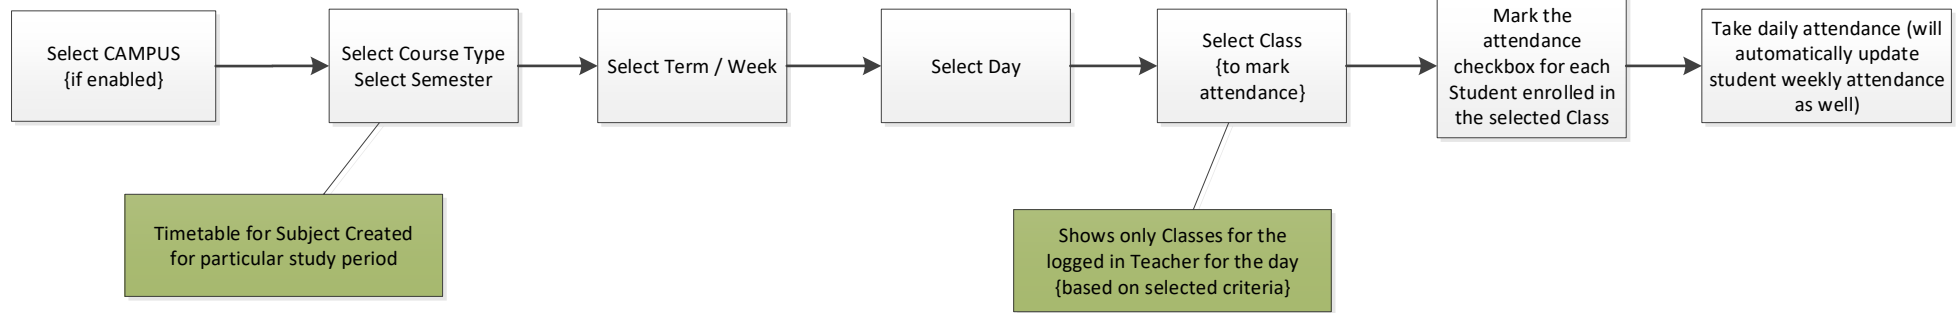 Select CAMPUS
{if enabled}
Select Course Type
Select Semester
Select Term / Week
Select Day
Select Class
{to mark
attendance}
Mark the
attendance
checkbox for each
Student enrolled in
the selected Class
Take daily attendance (will
automatically update
student weekly attendance
as well)
Timetable for Subject Created
for particular study period
Shows only Classes for the
logged in Teacher for the day
{based on selected criteria}